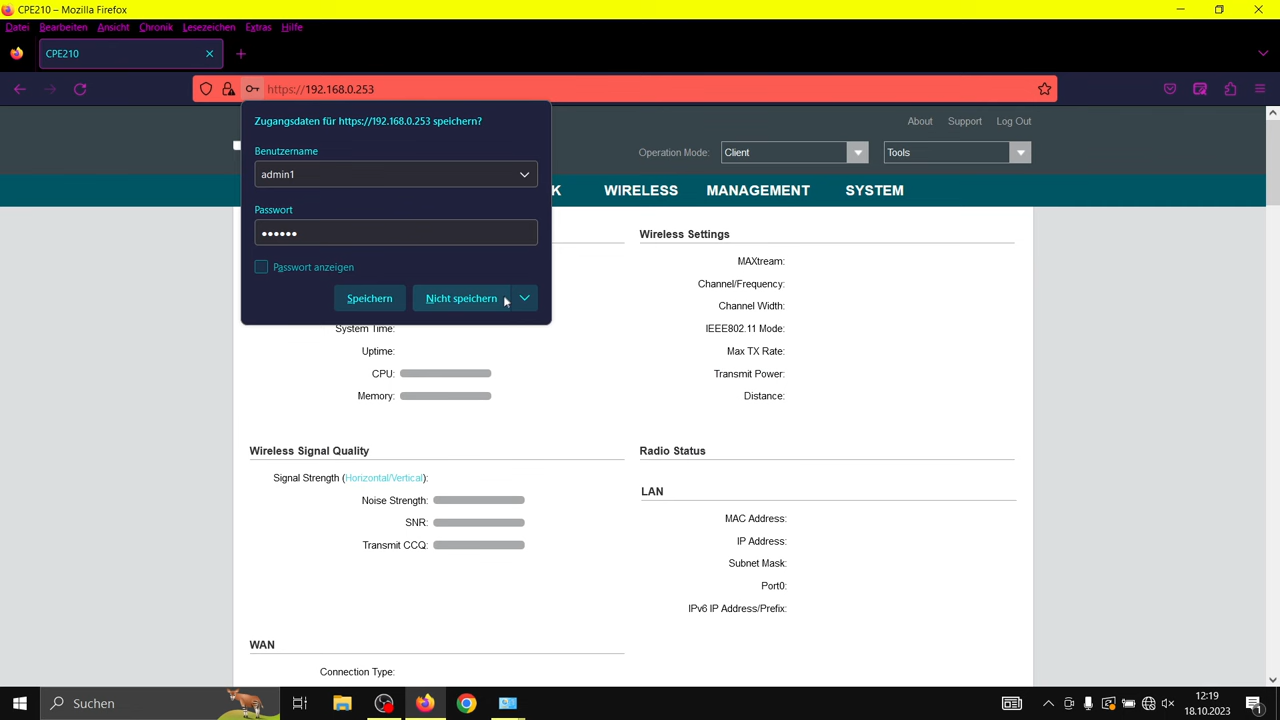 CPE210 – Mozilla Firefox
Datei Bearbeiten Ansicht Chronik Lesezeichen Extras Hilfe
CPE210
https://192.168.0.253
About Support Log Out
Zugangsdaten für https://192.168.0.253 speichern?
Operation Mode: Client Tools
Benutzername
admin1
K WIRELESS MANAGEMENT SYSTEM
Passwort
••••••
Passwort anzeigen
Speichern Nicht speichern
System Time:
Uptime:
CPU:
Memory:
Wireless Settings
MAXtream:
Channel/Frequency:
Channel Width:
IEEE802.11 Mode:
Max TX Rate:
Transmit Power:
Distance:
Wireless Signal Quality
Signal Strength (Horizontal/Vertical):
Noise Strength:
SNR:
Transmit CCQ:
Radio Status
LAN
MAC Address:
IP Address:
Subnet Mask:
Port0:
IPv6 IP Address/Prefix:
WAN
Connection Type:
Suchen
12:19
18.10.2023
1